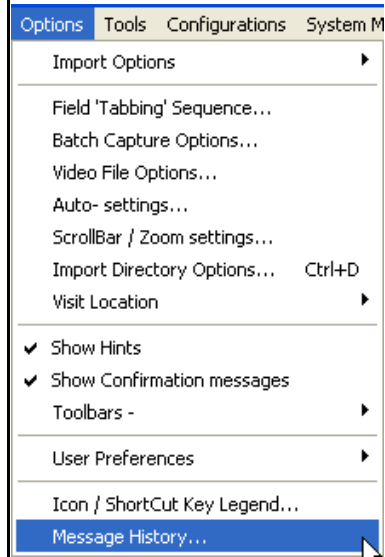 Options Tools Configurations System M
Import Options
Field 'Tabbing' Sequence...
Batch Capture Options...
Video File Options...
Auto- settings...
ScrollBar / Zoom settings...
Import Directory Options... Ctrl+D
Visit Location
Show Hints
Show Confirmation messages
Toolbars -
User Preferences
Icon / ShortCut Key Legend...
Message History...